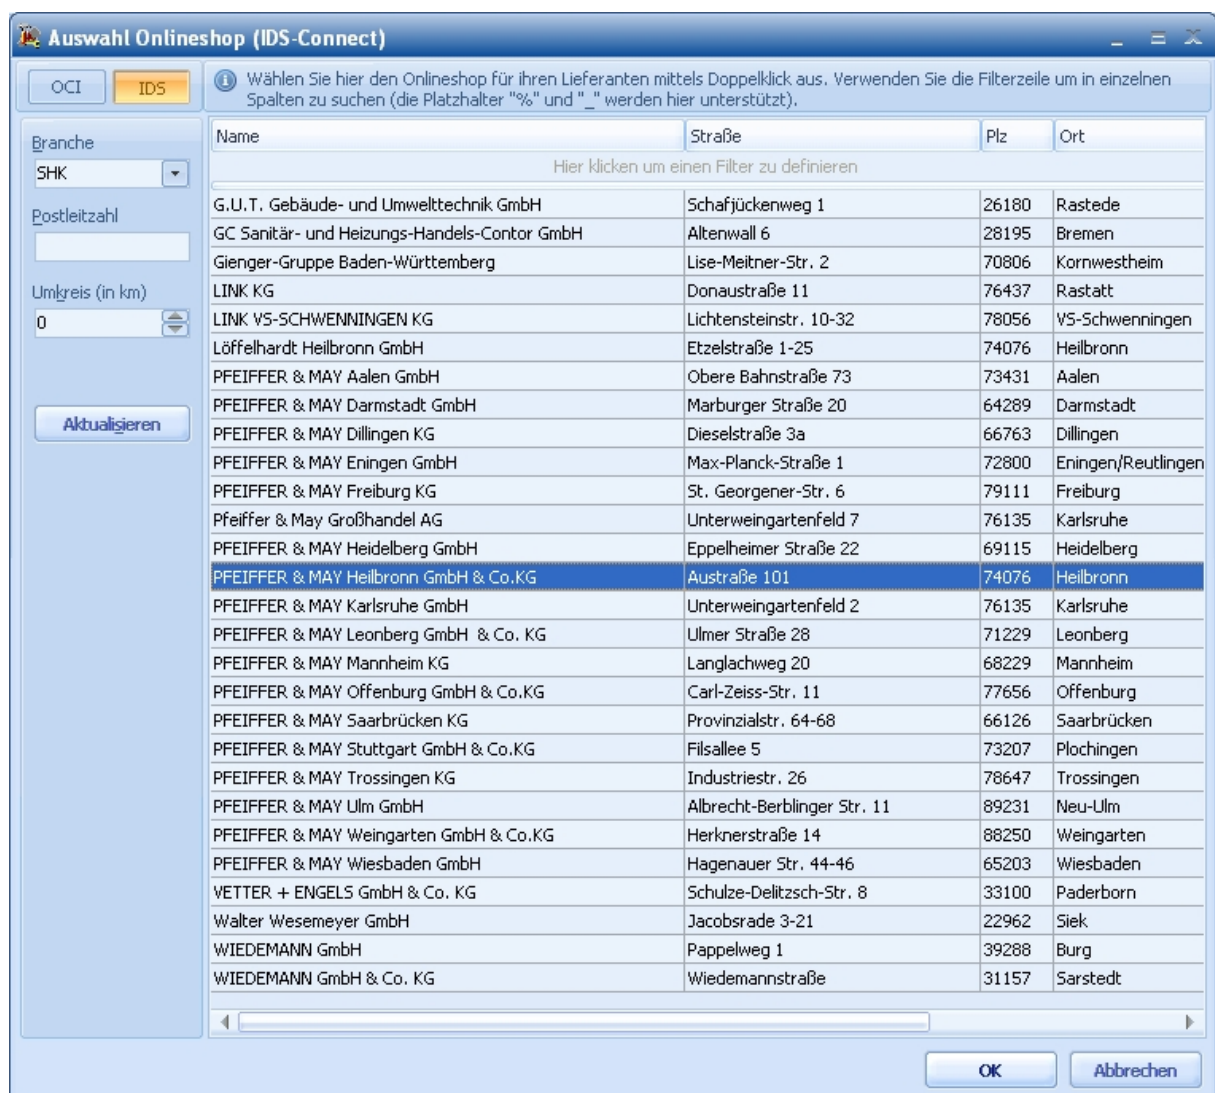 Auswahl Onlineshop (IDS-Connect)
OCI IDS
Wählen Sie hier den Onlineshop für ihren Lieferanten mittels Doppelklick aus. Verwenden Sie die Filterzeile um in einzelnen
Spalten zu suchen (die Platzhalter "%" und "_" werden hier unterstützt).
Branche
SHK
Postleitzahl
Umkreis (in km)
0
Aktualisieren
Name Straße Plz Ort
Hier klicken um einen Filter zu definieren
G.U.T. Gebäude- und Umwelttechnik GmbH Schafjückenweg 1 26180 Rastede
GC Sanitär- und Heizungs-Handels-Contor GmbH Altenwall 6 28195 Bremen
Gienger-Gruppe Baden-Württemberg Lise-Meitner-Str. 2 70806 Kornwestheim
LINK KG Donaustraße 11 76437 Rastatt
LINK VS-SCHWENNINGEN KG Lichtensteinstr. 10-32 78056 VS-Schwenningen
Löffelhardt Heilbronn GmbH Etzelstraße 1-25 74076 Heilbronn
PFEIFFER & MAY Aalen GmbH Obere Bahnstraße 73 73431 Aalen
PFEIFFER & MAY Darmstadt GmbH Marburger Straße 20 64289 Darmstadt
PFEIFFER & MAY Dillingen KG Dieselstraße 3a 66763 Dillingen
PFEIFFER & MAY Eningen GmbH Max-Planck-Straße 1 72800 Eningen/Reutlingen
PFEIFFER & MAY Freiburg KG St. Georgener-Str. 6 79111 Freiburg
Pfeiffer & May Großhandel AG Unterweingartenfeld 7 76135 Karlsruhe
PFEIFFER & MAY Heidelberg GmbH Eppelheimer Straße 22 69115 Heidelberg
PFEIFFER & MAY Heilbronn GmbH & Co.KG Austraße 101 74076 Heilbronn
PFEIFFER & MAY Karlsruhe GmbH Unterweingartenfeld 2 76135 Karlsruhe
PFEIFFER & MAY Leonberg GmbH & Co. KG Ulmer Straße 28 71229 Leonberg
PFEIFFER & MAY Mannheim KG Langlachweg 20 68229 Mannheim
PFEIFFER & MAY Offenburg GmbH & Co.KG Carl-Zeiss-Str. 11 77656 Offenburg
PFEIFFER & MAY Saarbrücken KG Provinzialstr. 64-68 66126 Saarbrücken
PFEIFFER & MAY Stuttgart GmbH & Co.KG Filsallee 5 73207 Plochingen
PFEIFFER & MAY Trossingen KG Industriestr. 26 78647 Trossingen
PFEIFFER & MAY Ulm GmbH Albrecht-Berblinger Str. 11 89231 Neu-Ulm
PFEIFFER & MAY Weingarten GmbH & Co.KG Herknerstraße 14 88250 Weingarten
PFEIFFER & MAY Wiesbaden GmbH Hagenauer Str. 44-46 65203 Wiesbaden
VETTER + ENGELS GmbH & Co. KG Schulze-Delitzsch-Str. 8 33100 Paderborn
Walter Wesemeyer GmbH Jacobsrade 3-21 22962 Siek
WIEDEMANN GmbH Pappelweg 1 39288 Burg
WIEDEMANN GmbH & Co. KG Wiedemannstraße 31157 Sarstedt
OK Abbrechen